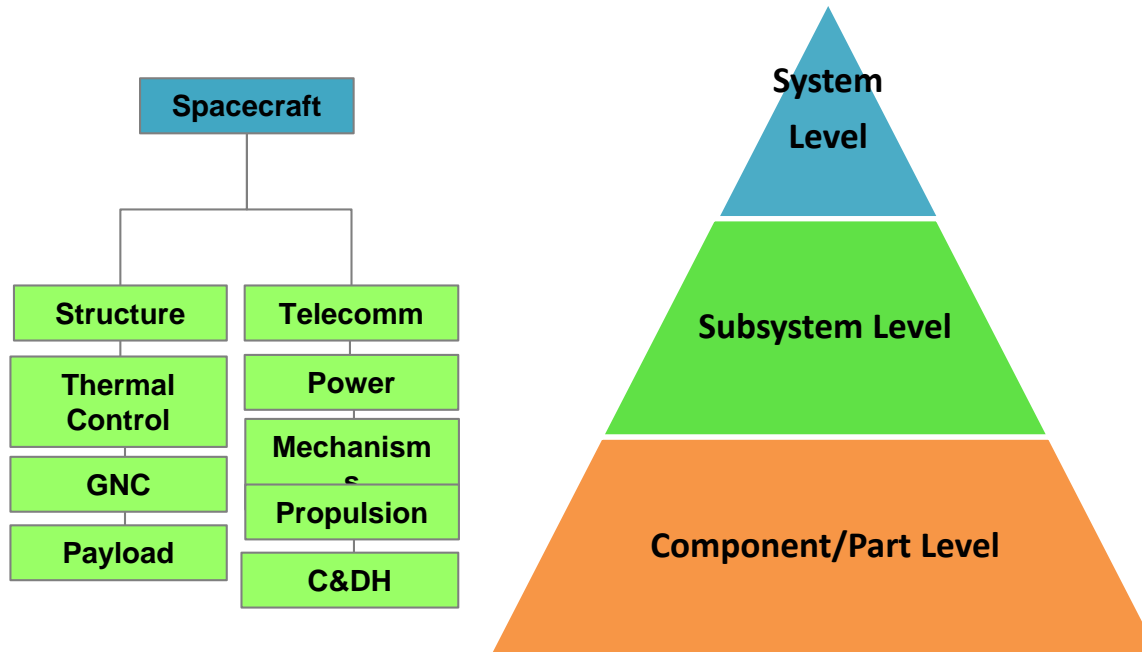 Spacecraft
Structure
Thermal
Control
GNC
Payload
Telecomm
Power
Mechanism
s
Propulsion
C&DH
System
Level
Subsystem Level
Component/Part Level